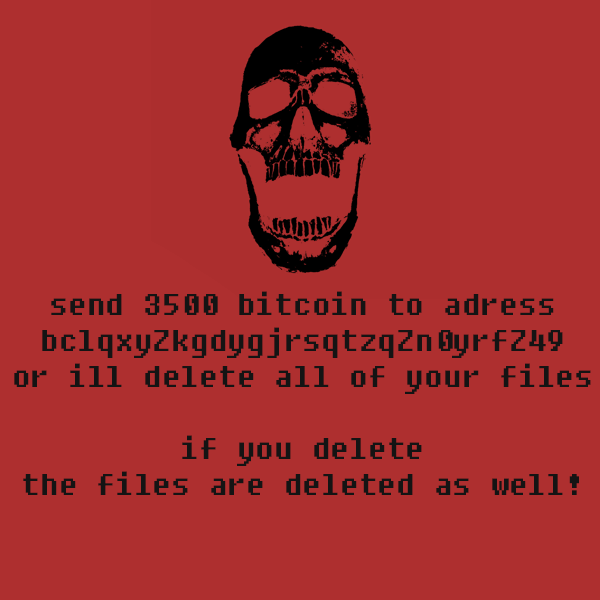 send 3500 bitcoin to adress
bclqxy2kgdygjrsqtzq2n0yrf249
or ill delete all of your files
if you delete
the files are deleted as well!